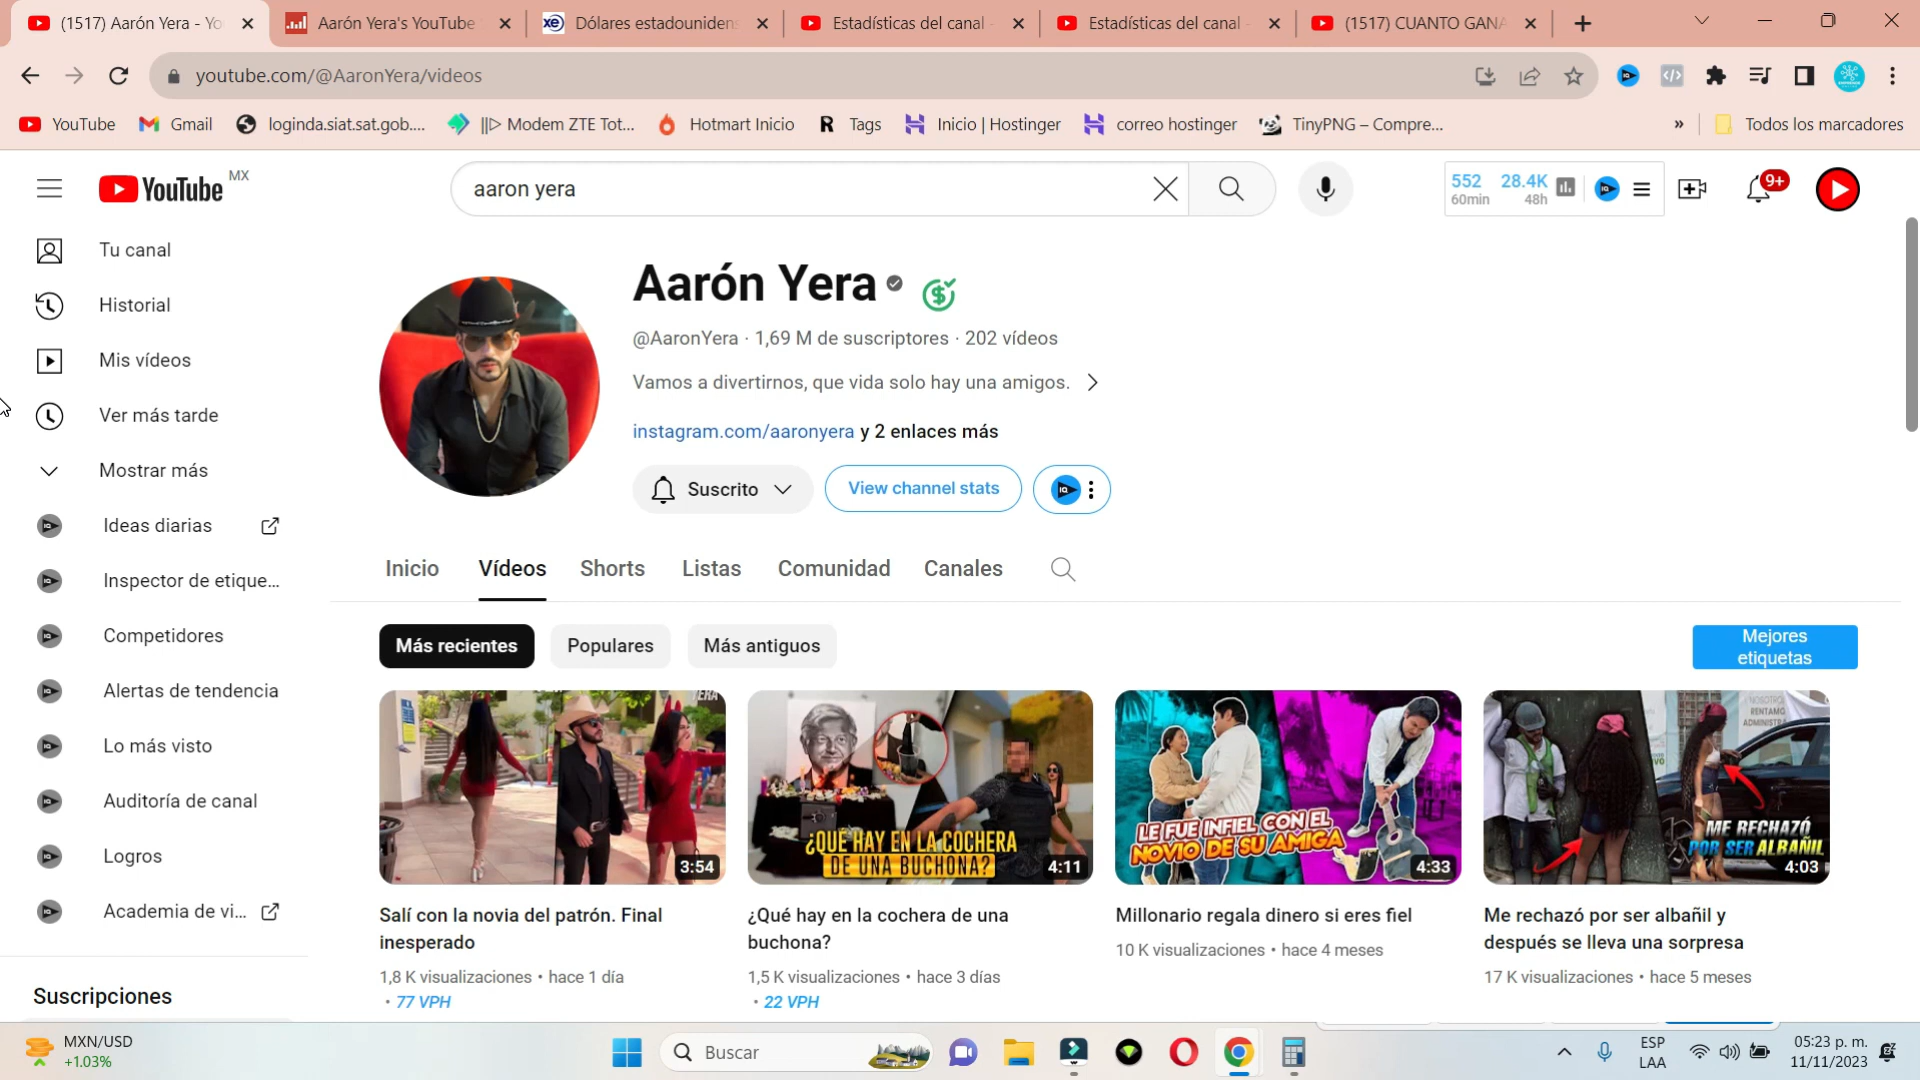 (1517) Aarón Yera - Yo
Aarón Yera's YouTube
Dólares estadouniden
Estadísticas del canal -
Estadísticas del canal -
(1517) CUANTO GANA
youtube.com/@AaronYera/videos
YouTube
Gmail
loginda.siat.sat.gob....
||▷ Modem ZTE Tot...
Hotmart Inicio
Tags
Inicio | Hostinger
correo hostinger
TinyPNG – Compre...
»
Todos los marcadores
YouTube MX
aaron yera
552 60min
28.4K 48h
9+
Tu canal
Historial
Mis vídeos
Ver más tarde
Mostrar más
Ideas diarias
Inspector de etique...
Competidores
Alertas de tendencia
Lo más visto
Auditoría de canal
Logros
Academia de vi...
Suscripciones
Aarón Yera
@AaronYera · 1,69 M de suscriptores · 202 vídeos
Vamos a divertirnos, que vida solo hay una amigos.
instagram.com/aaronyera y 2 enlaces más
Suscrito
View channel stats
Inicio
Vídeos
Shorts
Listas
Comunidad
Canales
Más recientes
Populares
Más antiguos
Mejores
etiquetas
YERA
3:54
¿QUÉ HAY EN LA COCHERA
DE UNA BUCHONA?
4:11
LE FUE INFIEL CON EL
NOVIO DE SU AMIGA
4:33
NOSOTRO
RENTAMO
ADMINISTRA
ME RECHAZÓ
POR SER ALBAÑIL
4:03
Salí con la novia del patrón. Final
inesperado
1,8 K visualizaciones • hace 1 día
• 77 VPH
¿Qué hay en la cochera de una
buchona?
1,5 K visualizaciones • hace 3 días
• 22 VPH
Millonario regala dinero si eres fiel
10 K visualizaciones • hace 4 meses
Me rechazó por ser albañil y
después se lleva una sorpresa
17 K visualizaciones • hace 5 meses
MXN/USD
+1.03%
Buscar
ESP
LAA
05:23 p. m.
11/11/2023